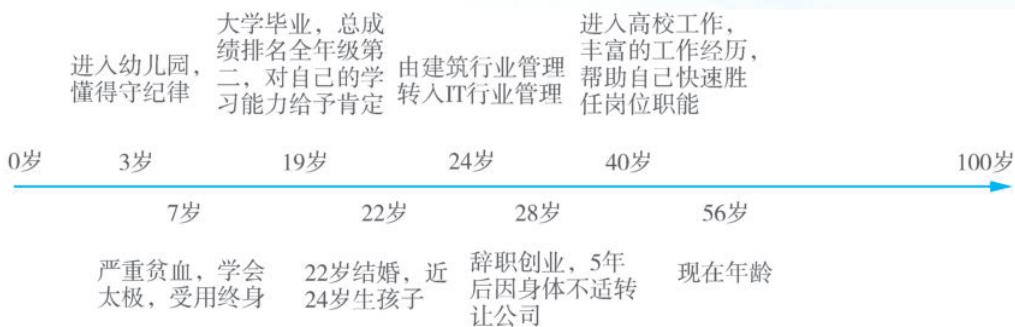 进入幼儿园，
懂得守纪律
大学毕业，总成
绩排名全年级第
二，对自己的学
习能力给予肯定
由建筑行业管理
转入IT行业管理
进入高校工作，
丰富的工作经历，
帮助自己快速胜
任岗位职能
0岁
3岁
19岁
24岁
40岁
100岁
7岁
22岁
28岁
56岁
严重贫血，学会
太极，受用终身
22岁结婚，近
24岁生孩子
辞职创业，5年
后因身体不适转
让公司
现在年龄